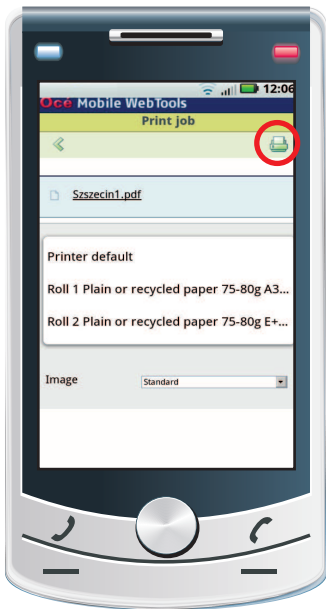 12:06
Océ Mobile WebTools
Print job
Szszecin1.pdf
Printer default
Roll 1 Plain or recycled paper 75-80g A3...
Roll 2 Plain or recycled paper 75-80g E+...
Image Standard